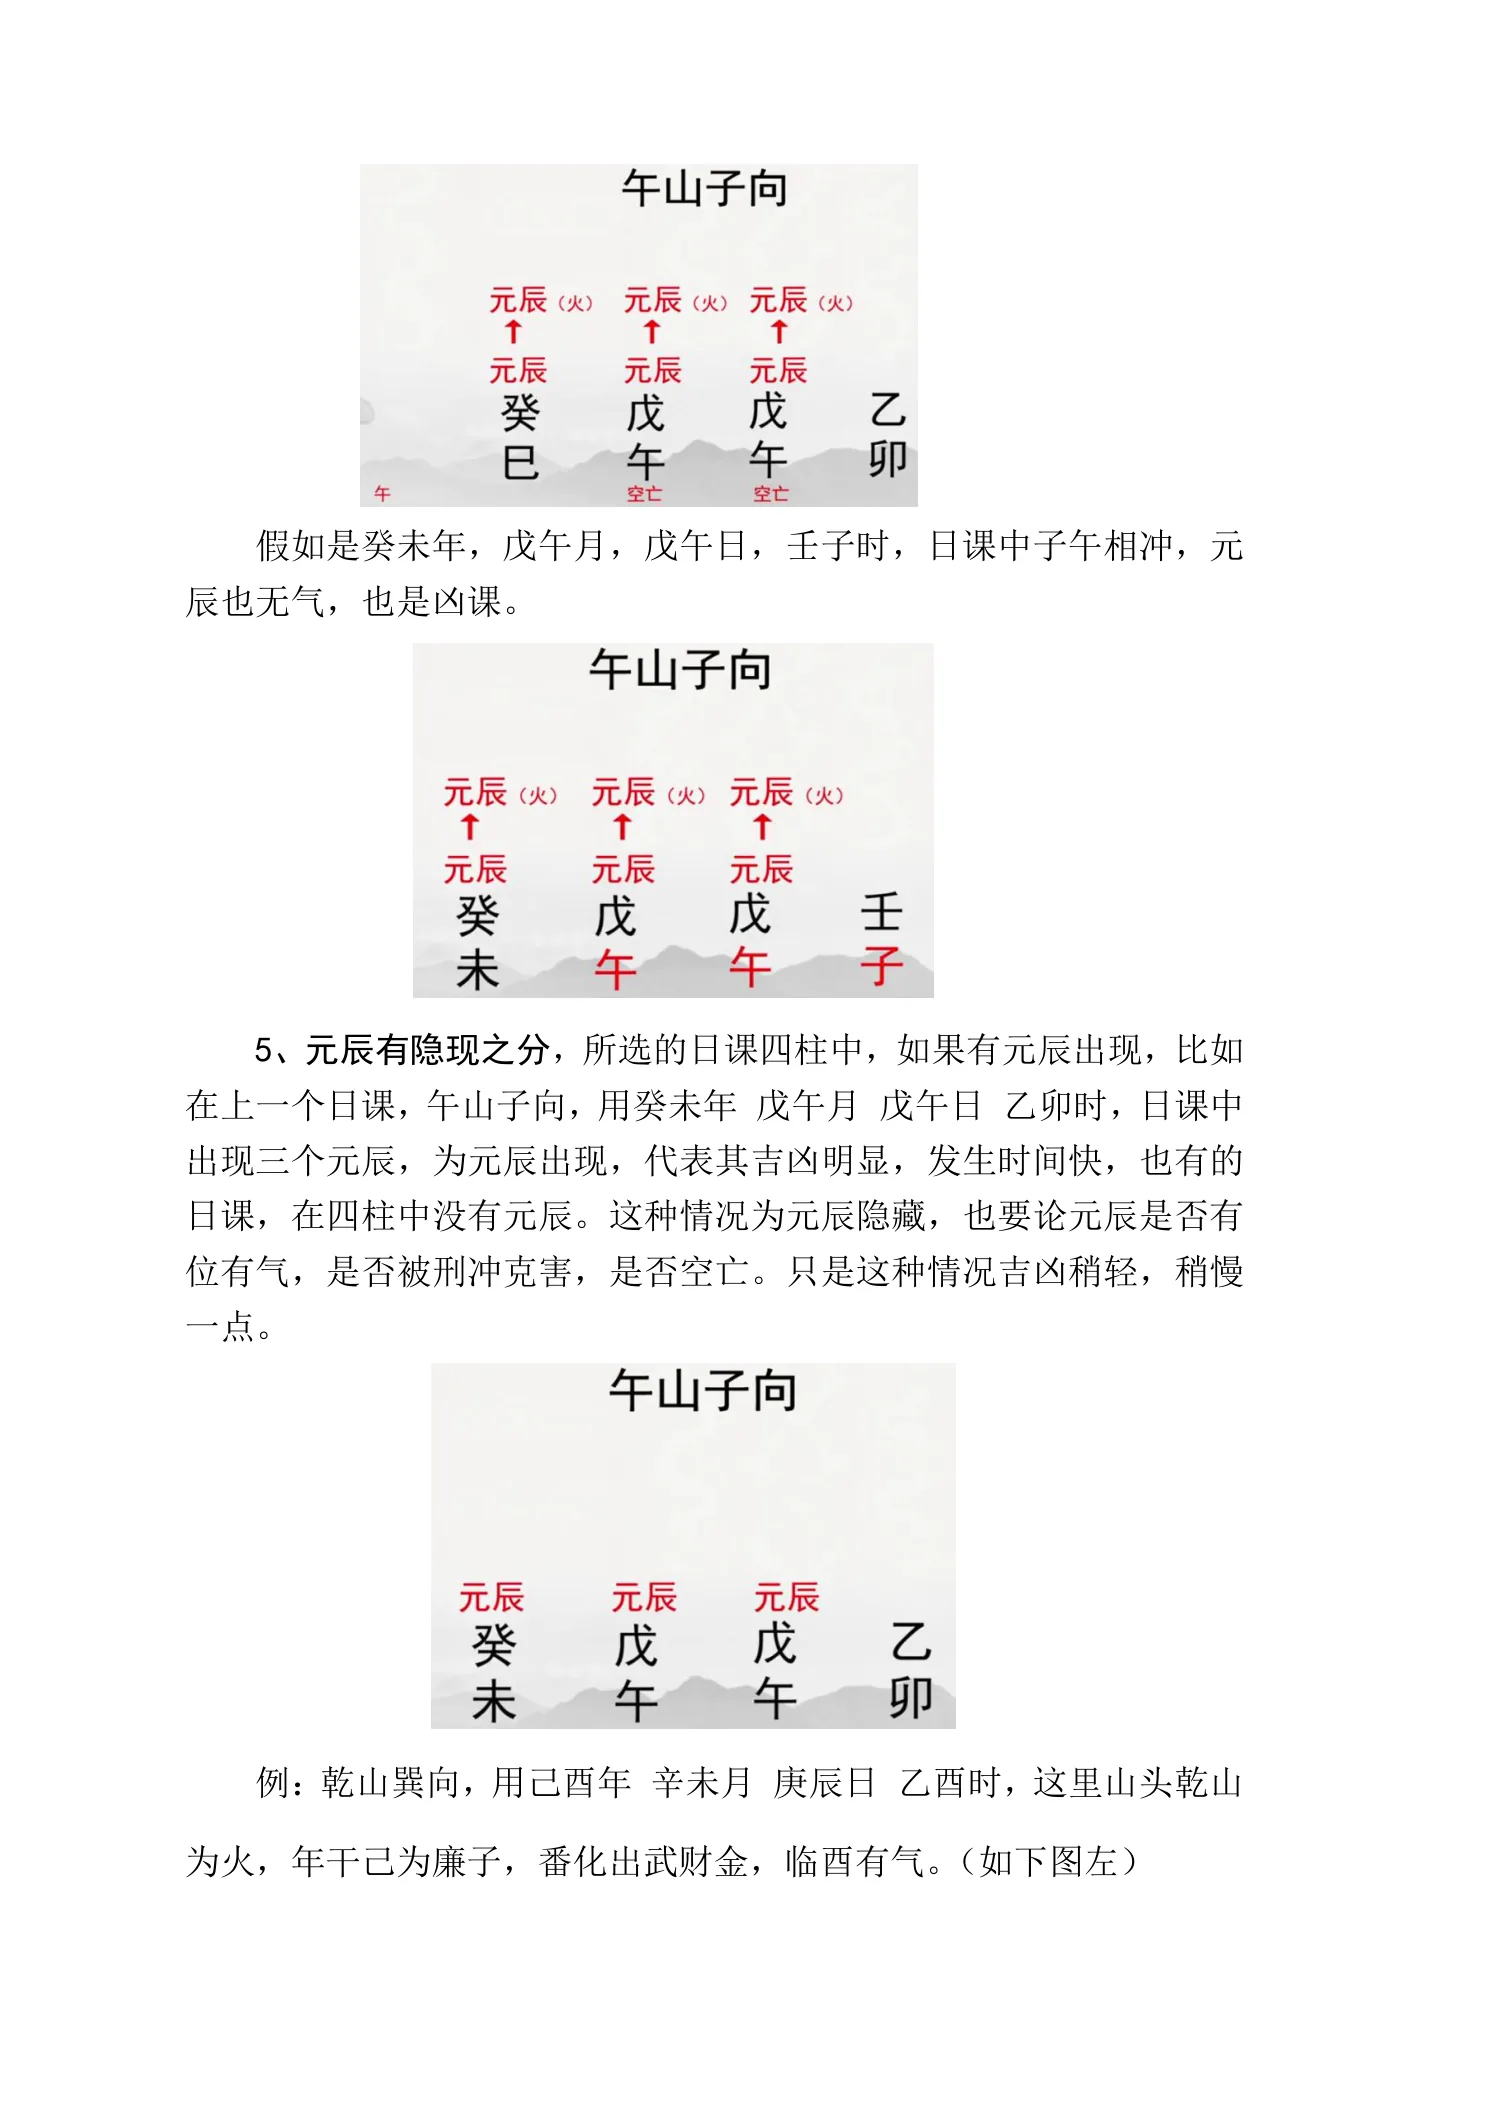 午山子向
元辰（火） 元辰（火） 元辰（火）
↑ ↑ ↑
元辰 元辰 元辰
癸 戊 戊 乙
巳 午 午 卯
午 空亡 空亡
假如是癸未年，戊午月，戊午日，壬子时，日课中子午相冲，元
辰也无气，也是凶课。
午山子向
元辰（火） 元辰（火） 元辰（火）
↑ ↑ ↑
元辰 元辰 元辰
癸 戊 戊 壬
未 午 午 子
5、元辰有隐现之分，所选的日课四柱中，如果有元辰出现，比如
在上一个日课，午山子向，用癸未年 戊午月 戊午日 乙卯时，日课中
出现三个元辰，为元辰出现，代表其吉凶明显，发生时间快，也有的
日课，在四柱中没有元辰。这种情况为元辰隐藏，也要论元辰是否有
位有气，是否被刑冲克害，是否空亡。只是这种情况吉凶稍轻，稍慢
一点。
午山子向
元辰 元辰 元辰
癸 戊 戊 乙
未 午 午 卯
例：乾山巽向，用己酉年 辛未月 庚辰日 乙酉时，这里山头乾山
为火，年干己为廉子，番化出武财金，临酉有气。（如下图左）